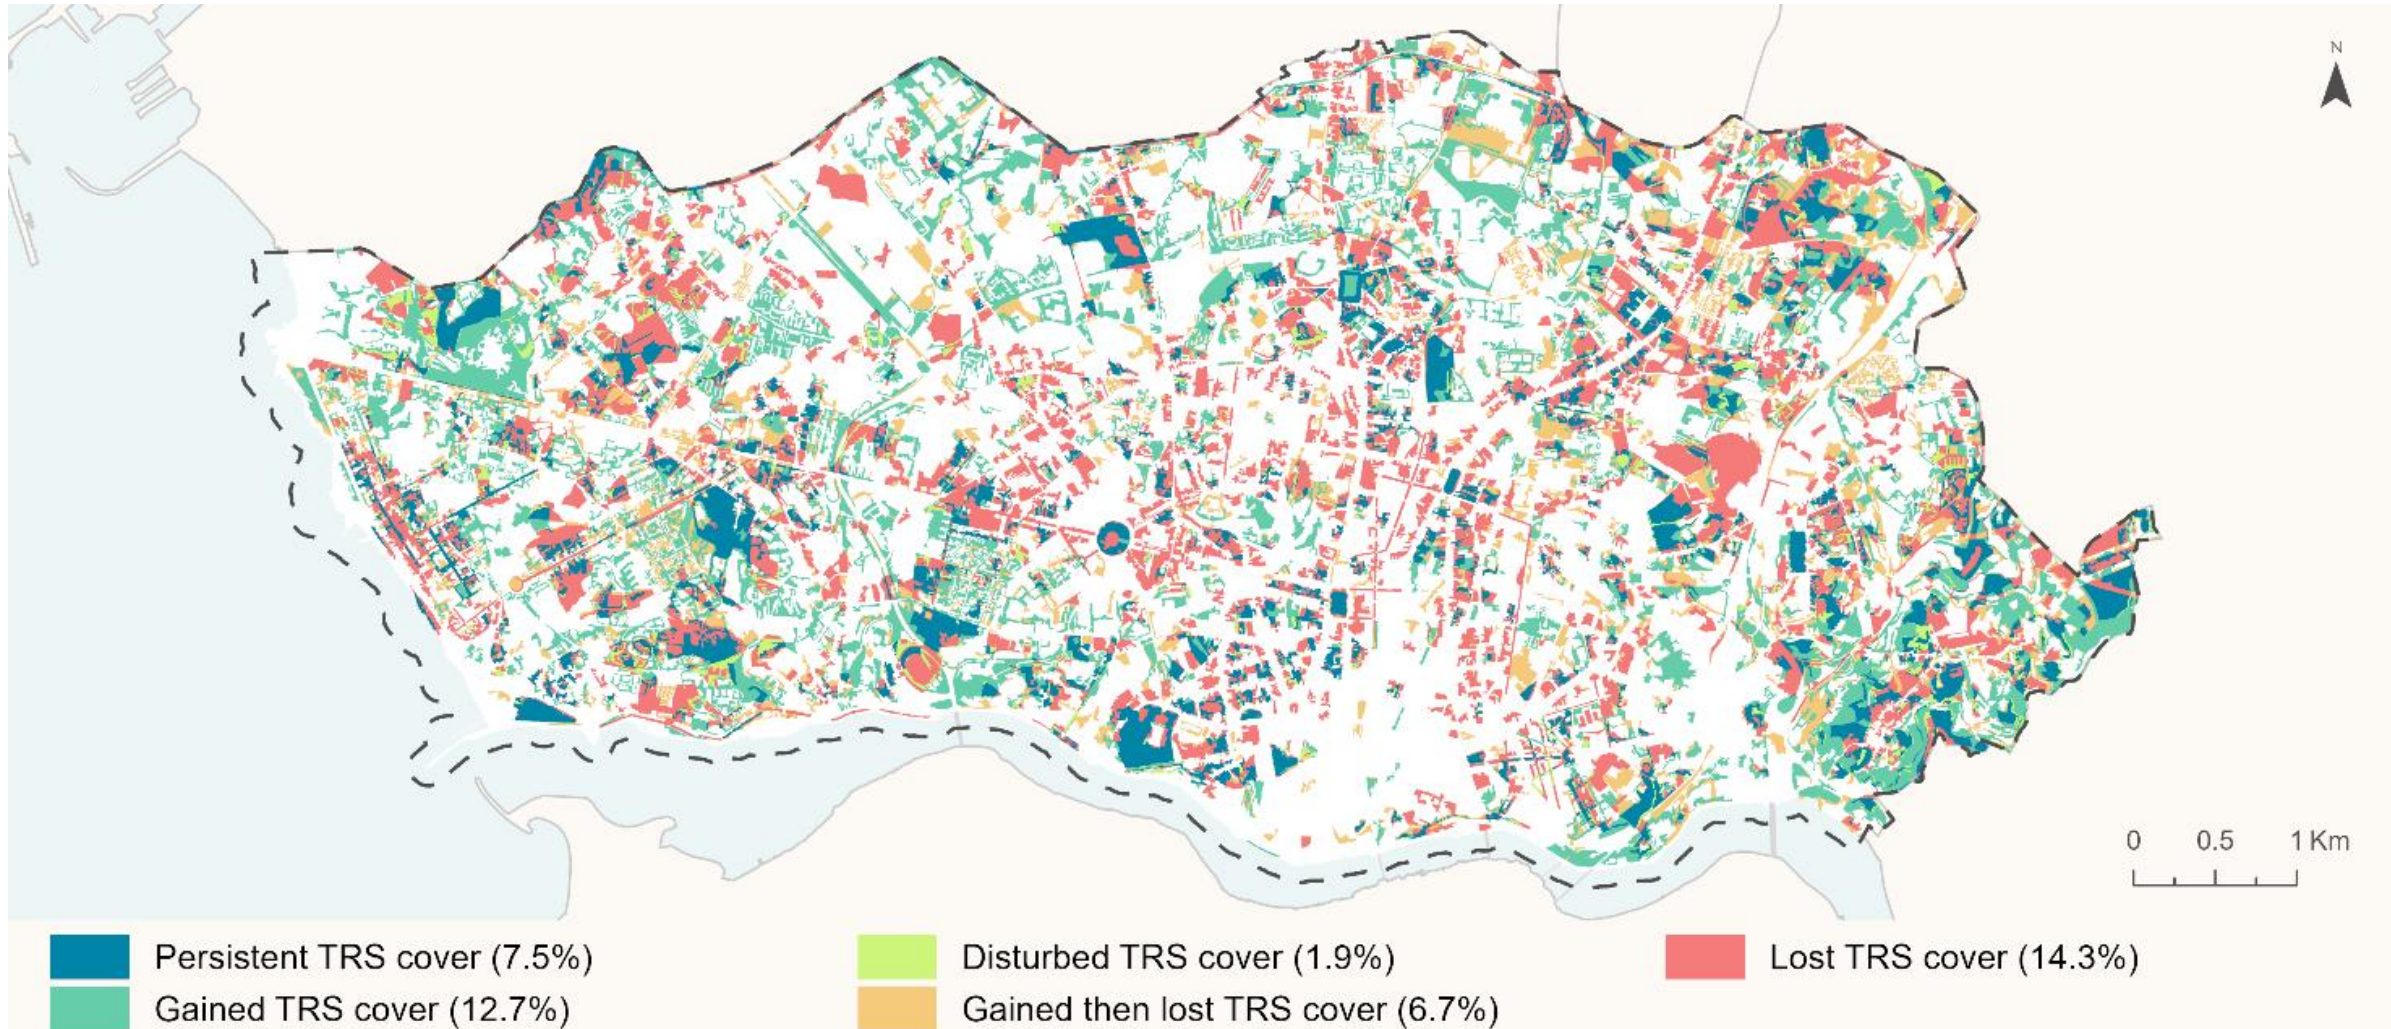 N
0 0.5 1 Km
Persistent TRS cover (7.5%)
Disturbed TRS cover (1.9%)
Lost TRS cover (14.3%)
Gained TRS cover (12.7%)
Gained then lost TRS cover (6.7%)